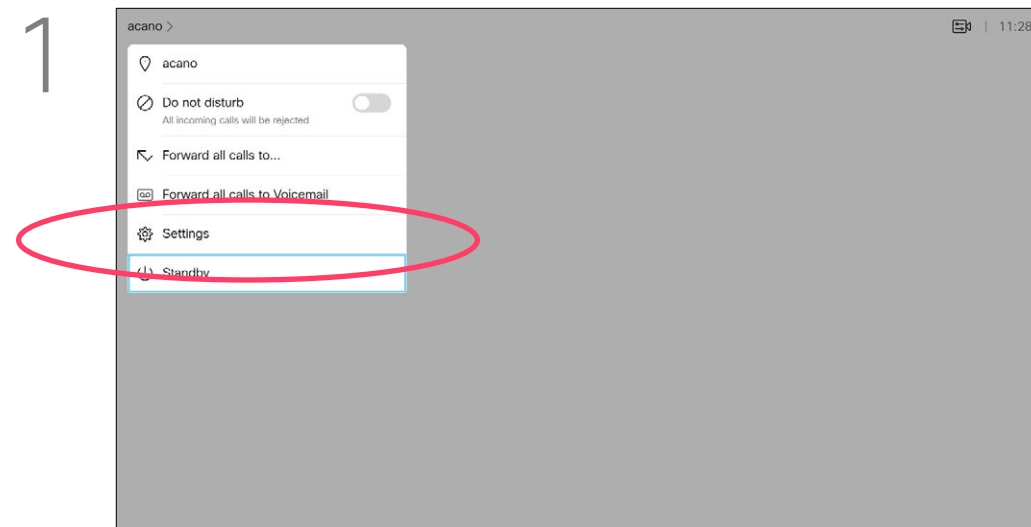 1
acano >
11:28
acano
Do not disturb
All incoming calls will be rejected
Forward all calls to...
Forward all calls to Voicemail
Settings
Standby